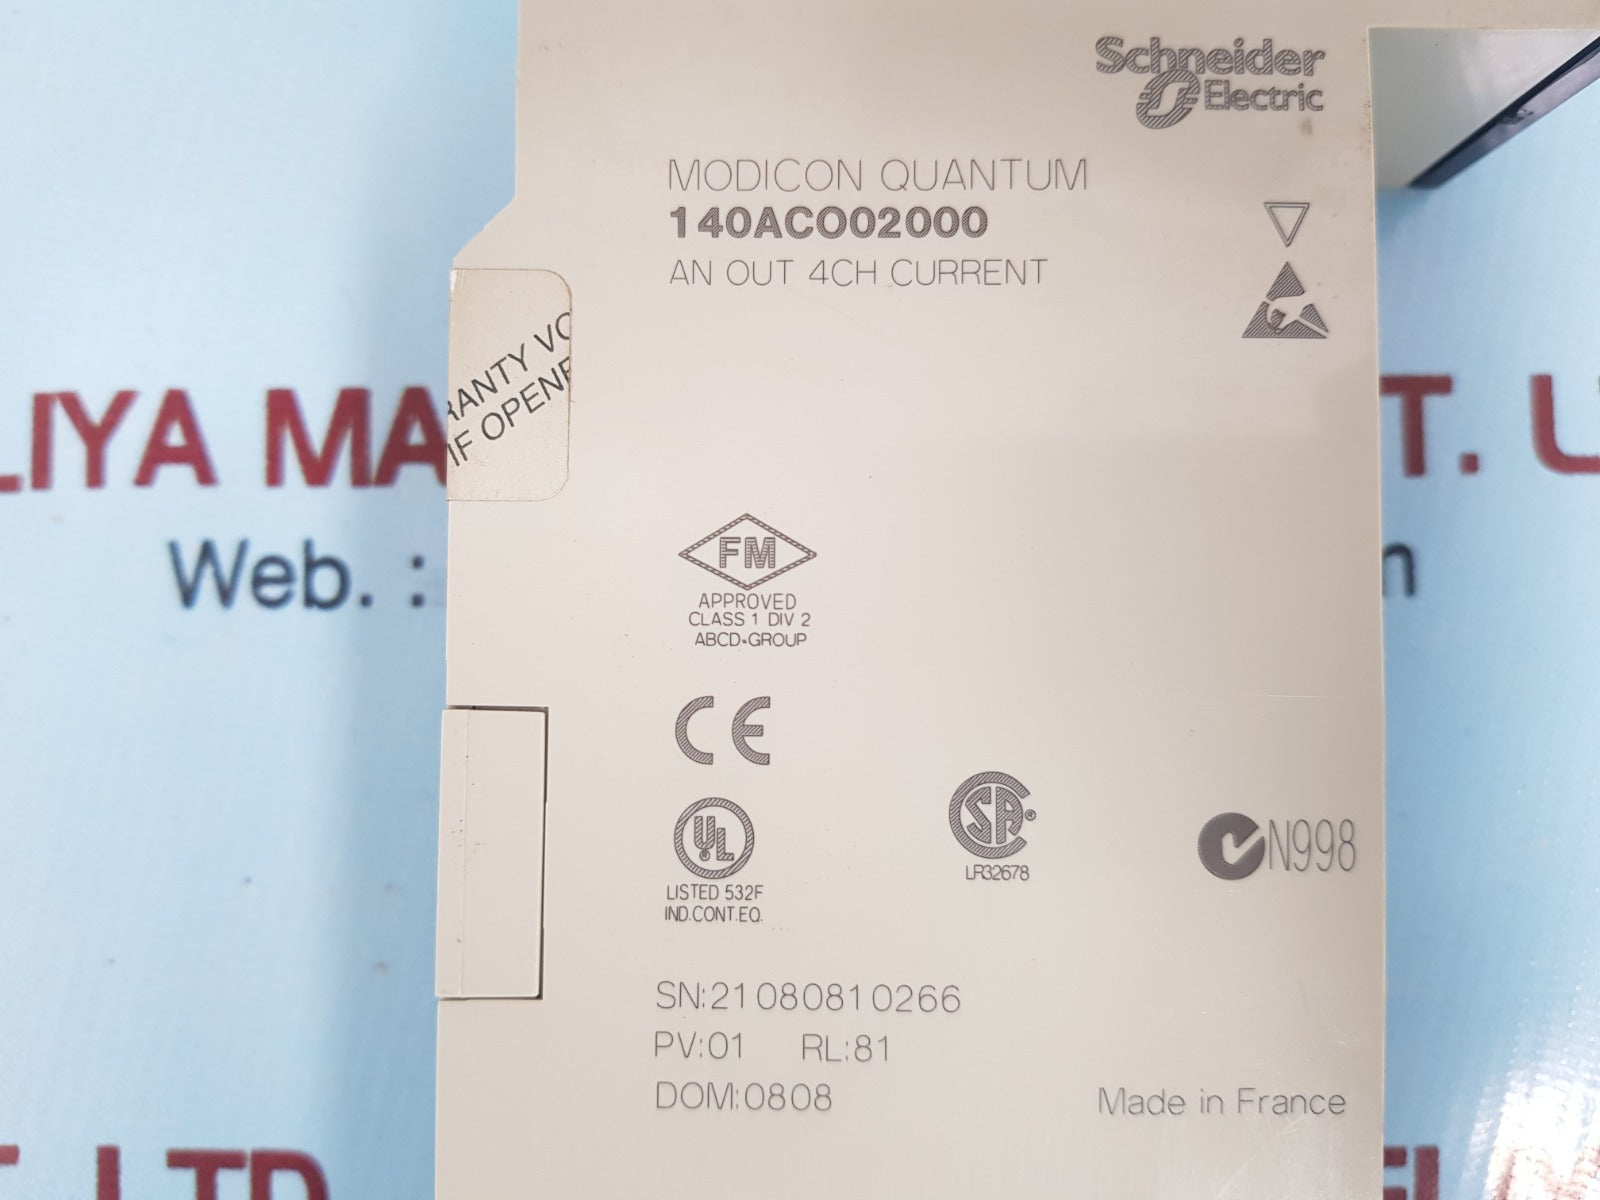 Schneider
Electric
MODICON QUANTUM
140ACO02000
AN OUT 4CH CURRENT
RANTY VO
IF OPENE
LIYA MA
T. U
Web. :
FM
APPROVED
CLASS 1 DIV 2
ABCD-GROUP
CE
UL
LISTED 532F
IND.CONT.EQ.
SA
LR32678
N998
SN:21080810266
PV:01 RL:81
DOM:0808
Made in France
T. LTD